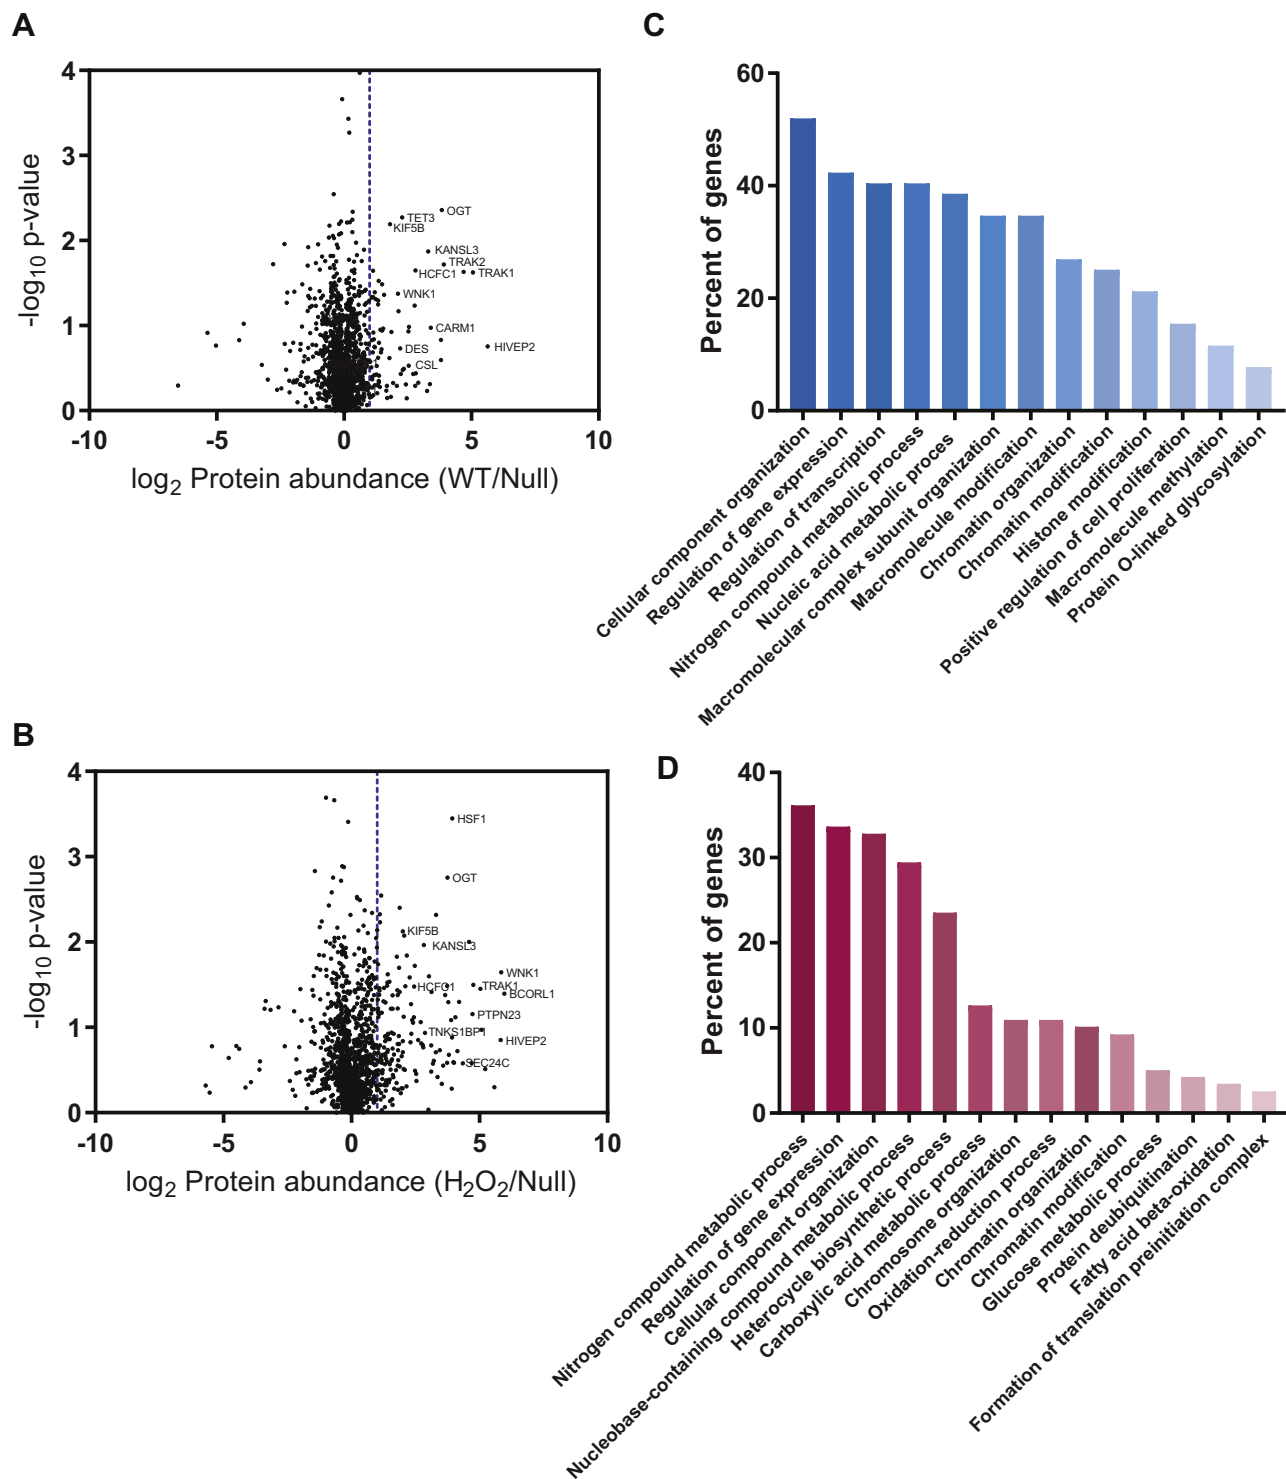 A
4
3
2
1
0
-log10 p-value
OGT
TET3
KIF5B
KANSL3
TRAK2
HCFC1
TRAK1
WNK1
CARM1
DES
HIVEP2
CSL
-10 -5 0 5 10
log2 Protein abundance (WT/Null)
C
60
40
20
0
Percent of genes
Cellular component organization
Regulation of gene expression
Regulation of transcription
Nitrogen compound metabolic process
Nucleic acid metabolic proces
Macromolecular complex subunit organization
Macromolecule modification
Chromatin organization
Chromatin modification
Histone modification
Positive regulation of cell proliferation
Macromolecule methylation
Protein O-linked glycosylation
B
4
3
2
1
0
-log10 p-value
HSF1
OGT
KIF5B
KANSL3
WNK1
HCFC1
TRAK1
BCORL1
PTPN23
TNKS1BP1
HIVEP2
SEC24C
-10 -5 0 5 10
log2 Protein abundance (H2O2/Null)
D
40
30
20
10
0
Percent of genes
Nitrogen compound metabolic process
Regulation of gene expression
Cellular component organization
Nucleobase-containing compound metabolic process
Heterocycle biosynthetic process
Carboxylic acid metabolic process
Chromosome organization
Oxidation-reduction process
Chromatin organization
Chromatin modification
Glucose metabolic process
Protein deubiquitination
Fatty acid beta-oxidation
Formation of translation preinitiation complex